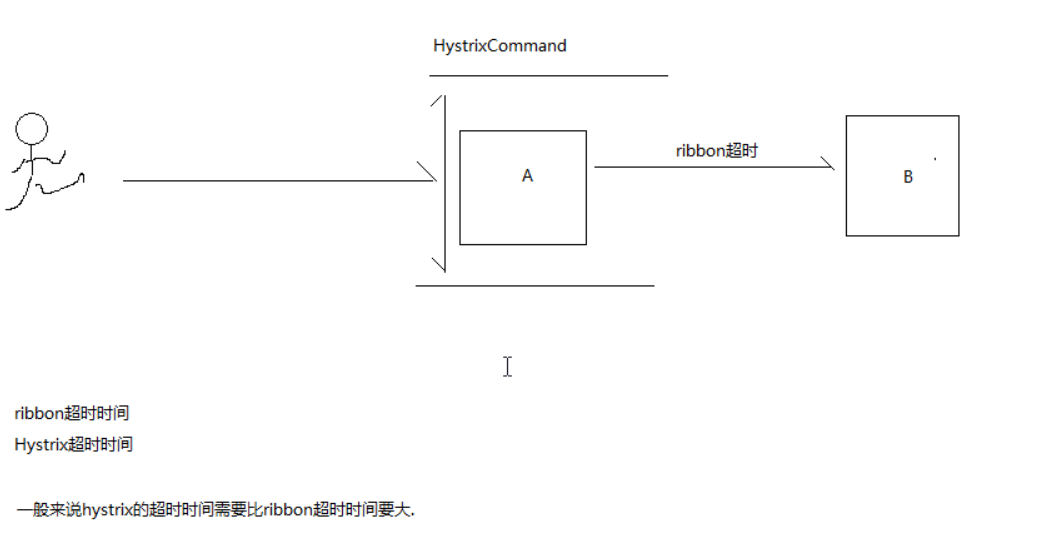 HystrixCommand
A
ribbon超时
B
ribbon超时时间
Hystrix超时时间
一般来说hystrix的超时时间需要比ribbon超时时间要大.